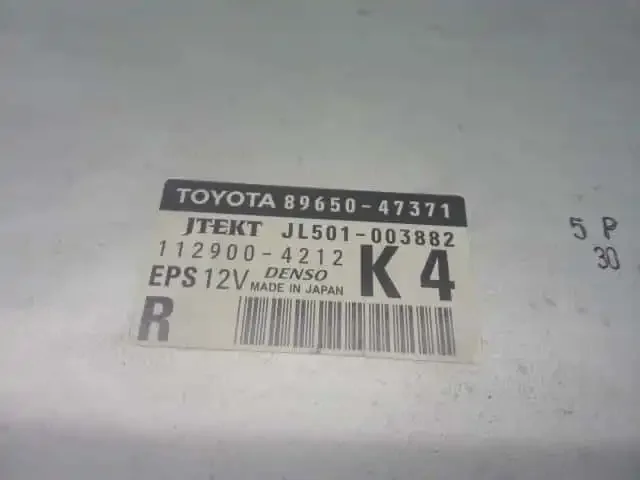 TOYOTA 89650-47371
JTEKT JL501-003882
112900-4212
EPS 12V DENSO
MADE IN JAPAN
K4
R
5 P
30